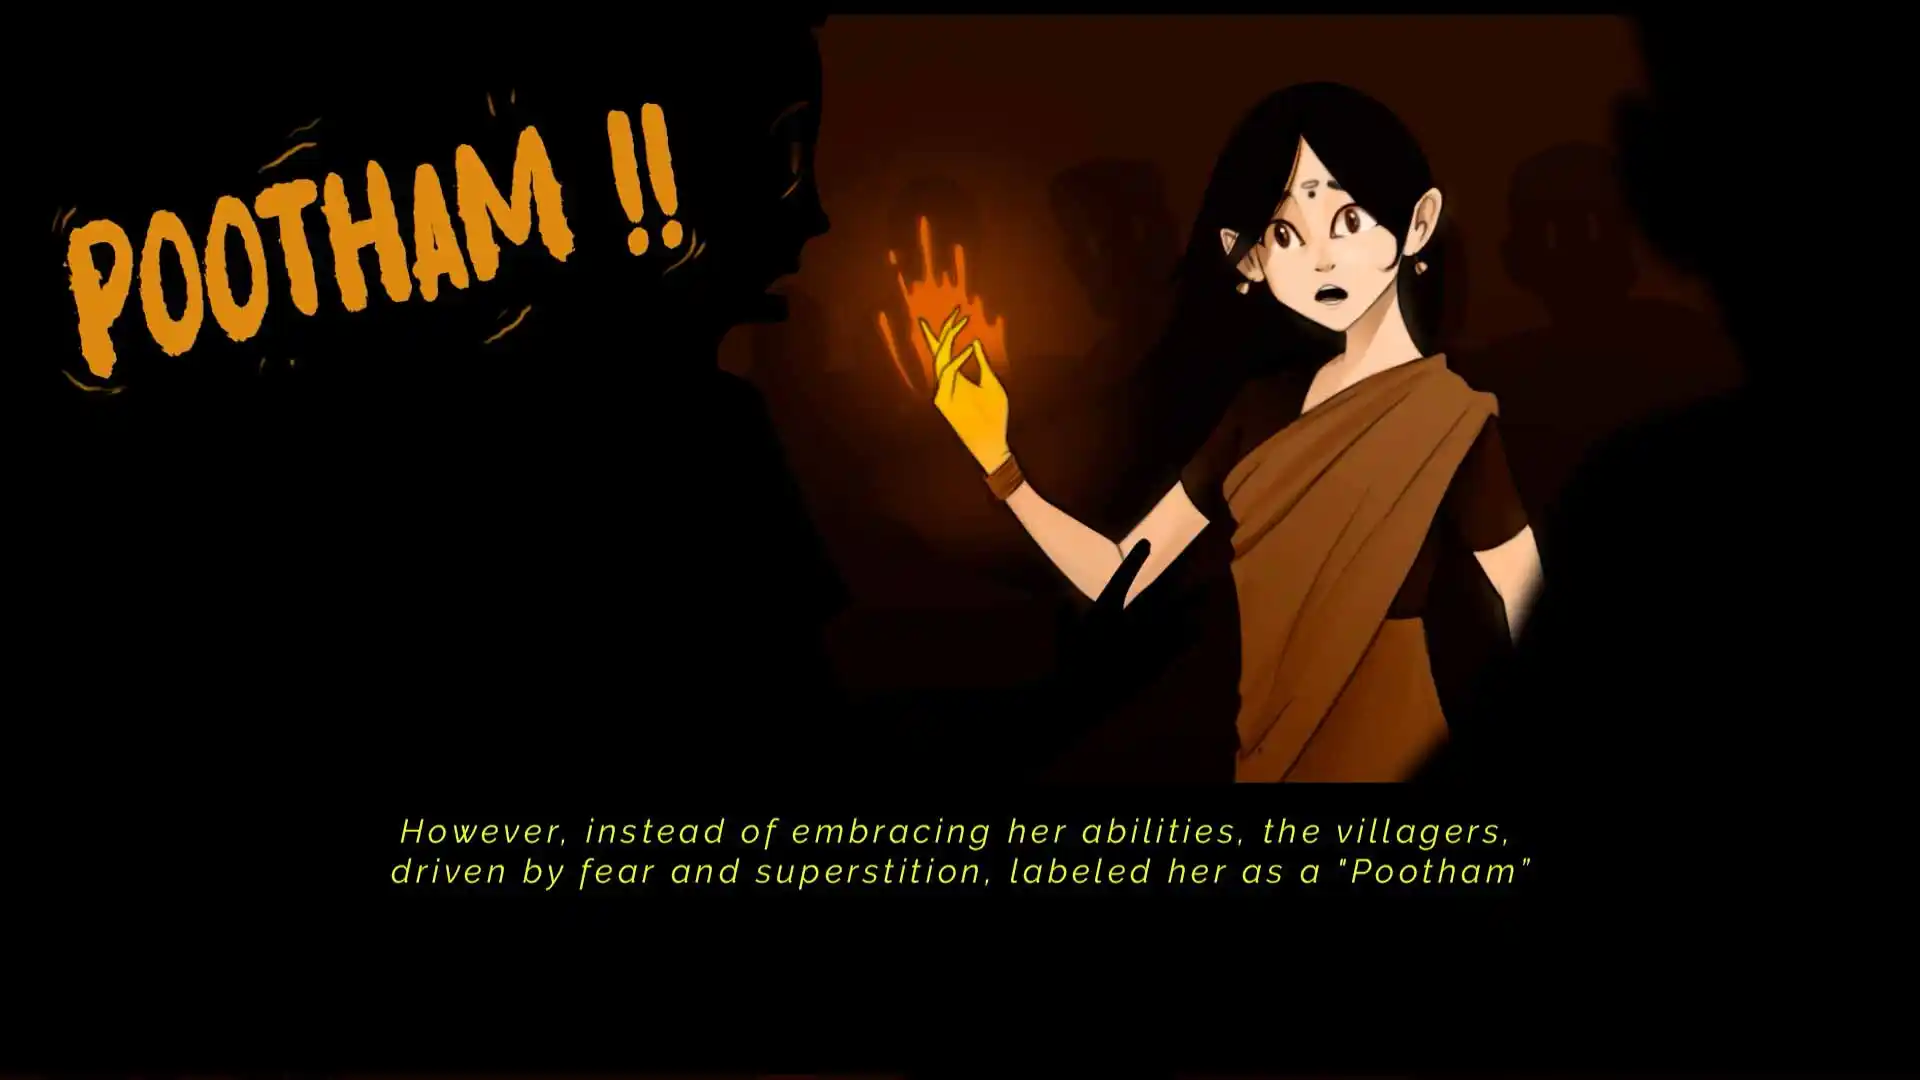 POOTHAM !!
However, instead of embracing her abilities, the villagers,
driven by fear and superstition, labeled her as a "Pootham”